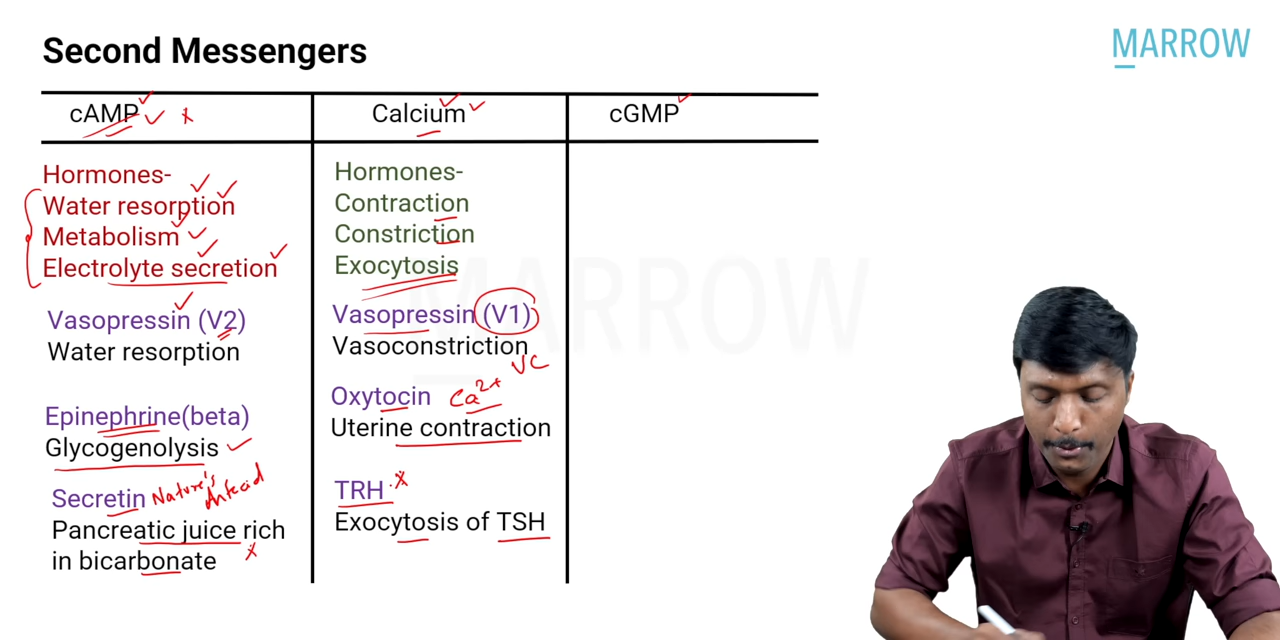 Second Messengers
MARROW
cAMP
Calcium
cGMP
Hormones-
Water resorption
Metabolism
Electrolyte secretion
Vasopressin (V2)
Water resorption
Epinephrine(beta)
Glycogenolysis
Secretin Nature's Antacid
Pancreatic juice rich
in bicarbonate
Hormones-
Contraction
Constriction
Exocytosis
Vasopressin (V1)
Vasoconstriction
VC
Oxytocin Ca2+
Uterine contraction
TRH
Exocytosis of TSH
MARROW